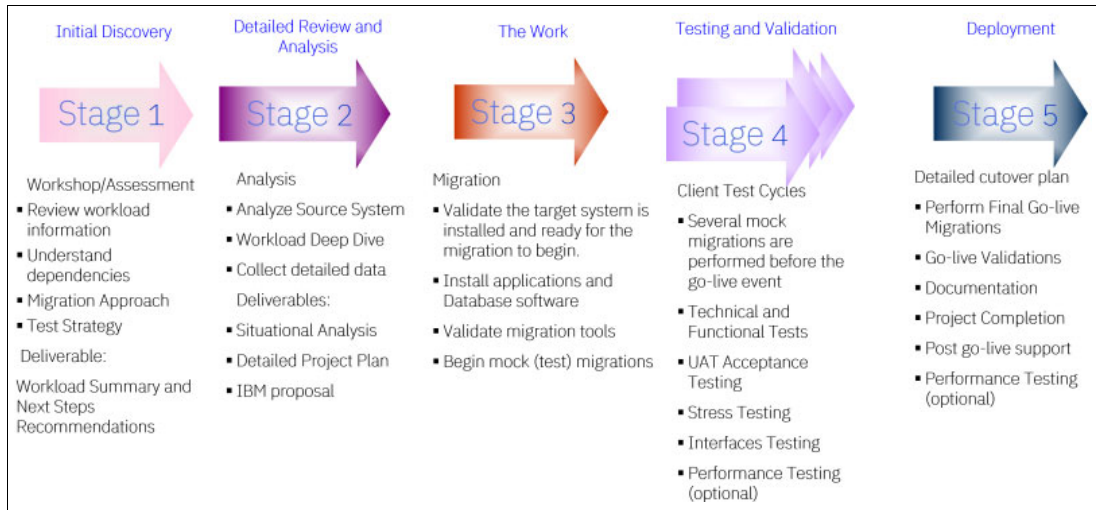 Initial Discovery
Stage 1
Workshop/Assessment
▪ Review workload
information
▪ Understand
dependencies
▪ Migration Approach
▪ Test Strategy
Deliverable:
Workload Summary and
Next Steps
Recommendations
Detailed Review and
Analysis
Stage 2
Analysis
▪ Analyze Source System
▪ Workload Deep Dive
▪ Collect detailed data
Deliverables:
▪ Situational Analysis
▪ Detailed Project Plan
▪ IBM proposal
The Work
Stage 3
Migration
▪ Validate the target system is
installed and ready for the
migration to begin.
▪ Install applications and
Database software
▪ Validate migration tools
▪ Begin mock (test) migrations
Testing and Validation
Stage 4
Client Test Cycles
▪ Several mock
migrations are
performed before the
go-live event
▪ Technical and
Functional Tests
▪ UAT Acceptance
Testing
▪ Stress Testing
▪ Interfaces Testing
▪ Performance Testing
(optional)
Deployment
Stage 5
Detailed cutover plan
▪ Perform Final Go-live
Migrations
▪ Go-live Validations
▪ Documentation
▪ Project Completion
▪ Post go-live support
▪ Performance Testing
(optional)